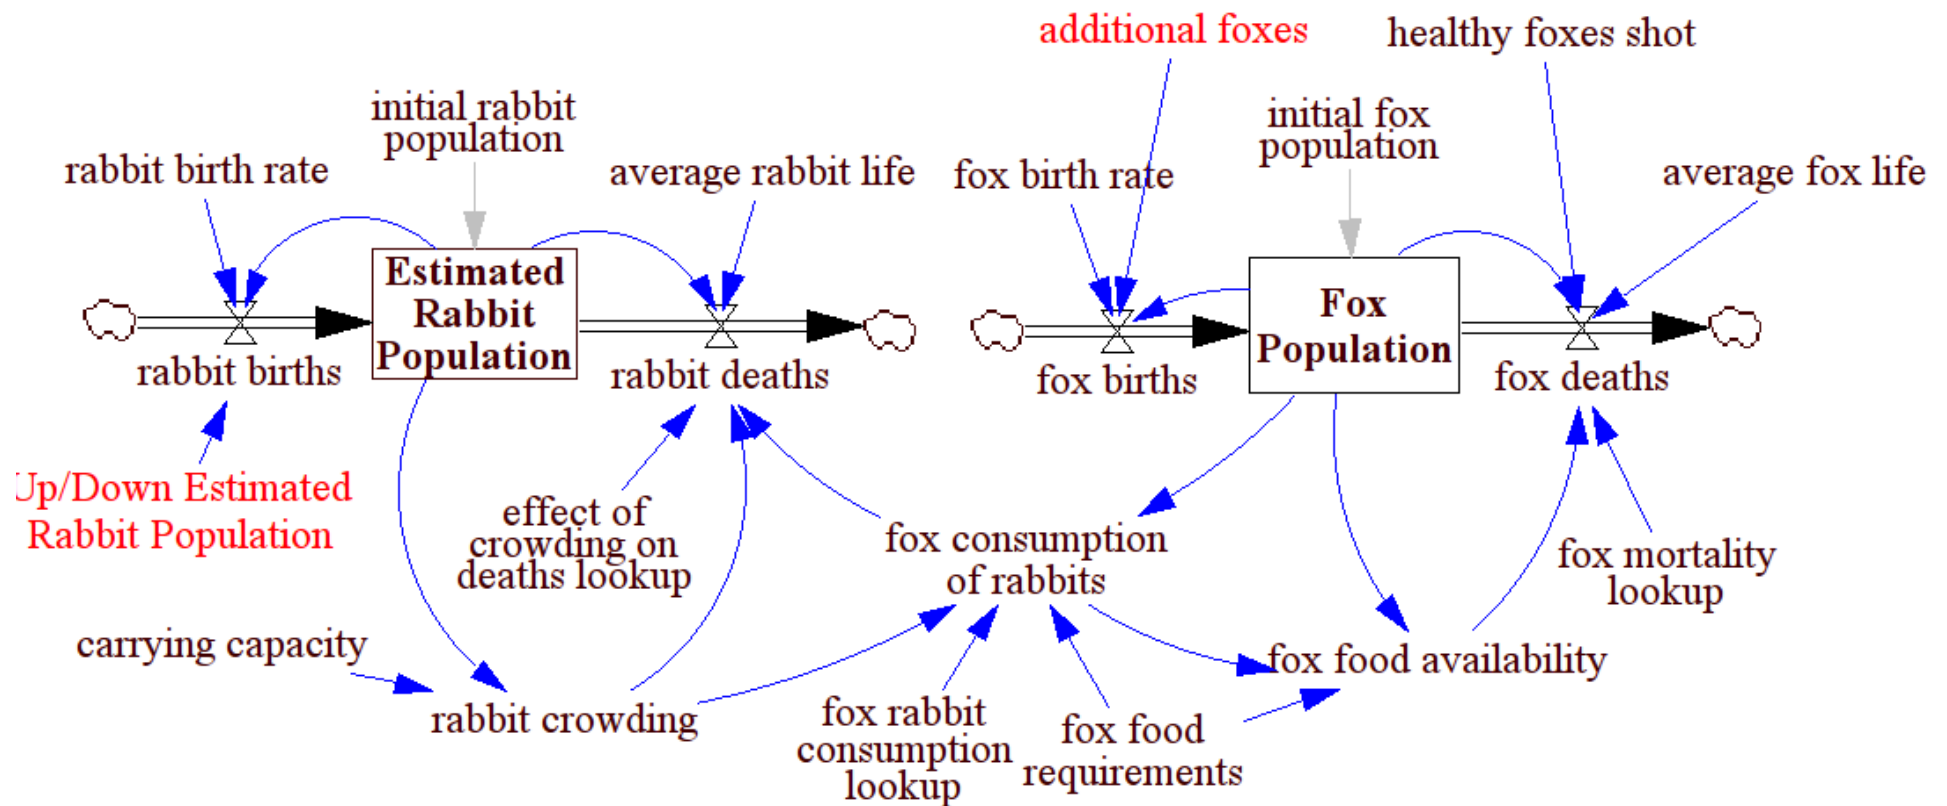 additional foxes
healthy foxes shot
initial rabbit
population
initial fox
population
rabbit birth rate
average rabbit life
fox birth rate
average fox life
Estimated
Rabbit
Population
Fox
Population
rabbit births
rabbit deaths
fox births
fox deaths
Up/Down Estimated
Rabbit Population
effect of
crowding on
deaths lookup
fox consumption
of rabbits
fox mortality
lookup
carrying capacity
fox food availability
rabbit crowding
fox rabbit
consumption
lookup
fox food
requirements